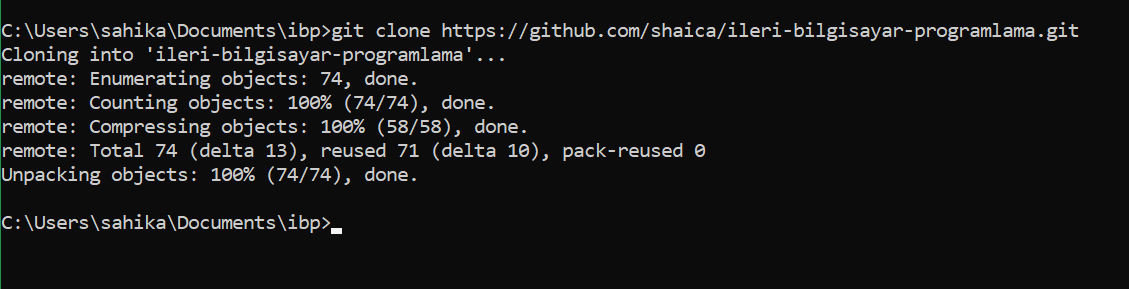 C:\Users\sahika\Documents\ibp>git clone https://github.com/shaica/ileri-bilgisayar-programlama.git
Cloning into 'ileri-bilgisayar-programlama'...
remote: Enumerating objects: 74, done.
remote: Counting objects: 100% (74/74), done.
remote: Compressing objects: 100% (58/58), done.
remote: Total 74 (delta 13), reused 71 (delta 10), pack-reused 0
Unpacking objects: 100% (74/74), done.
C:\Users\sahika\Documents\ibp>